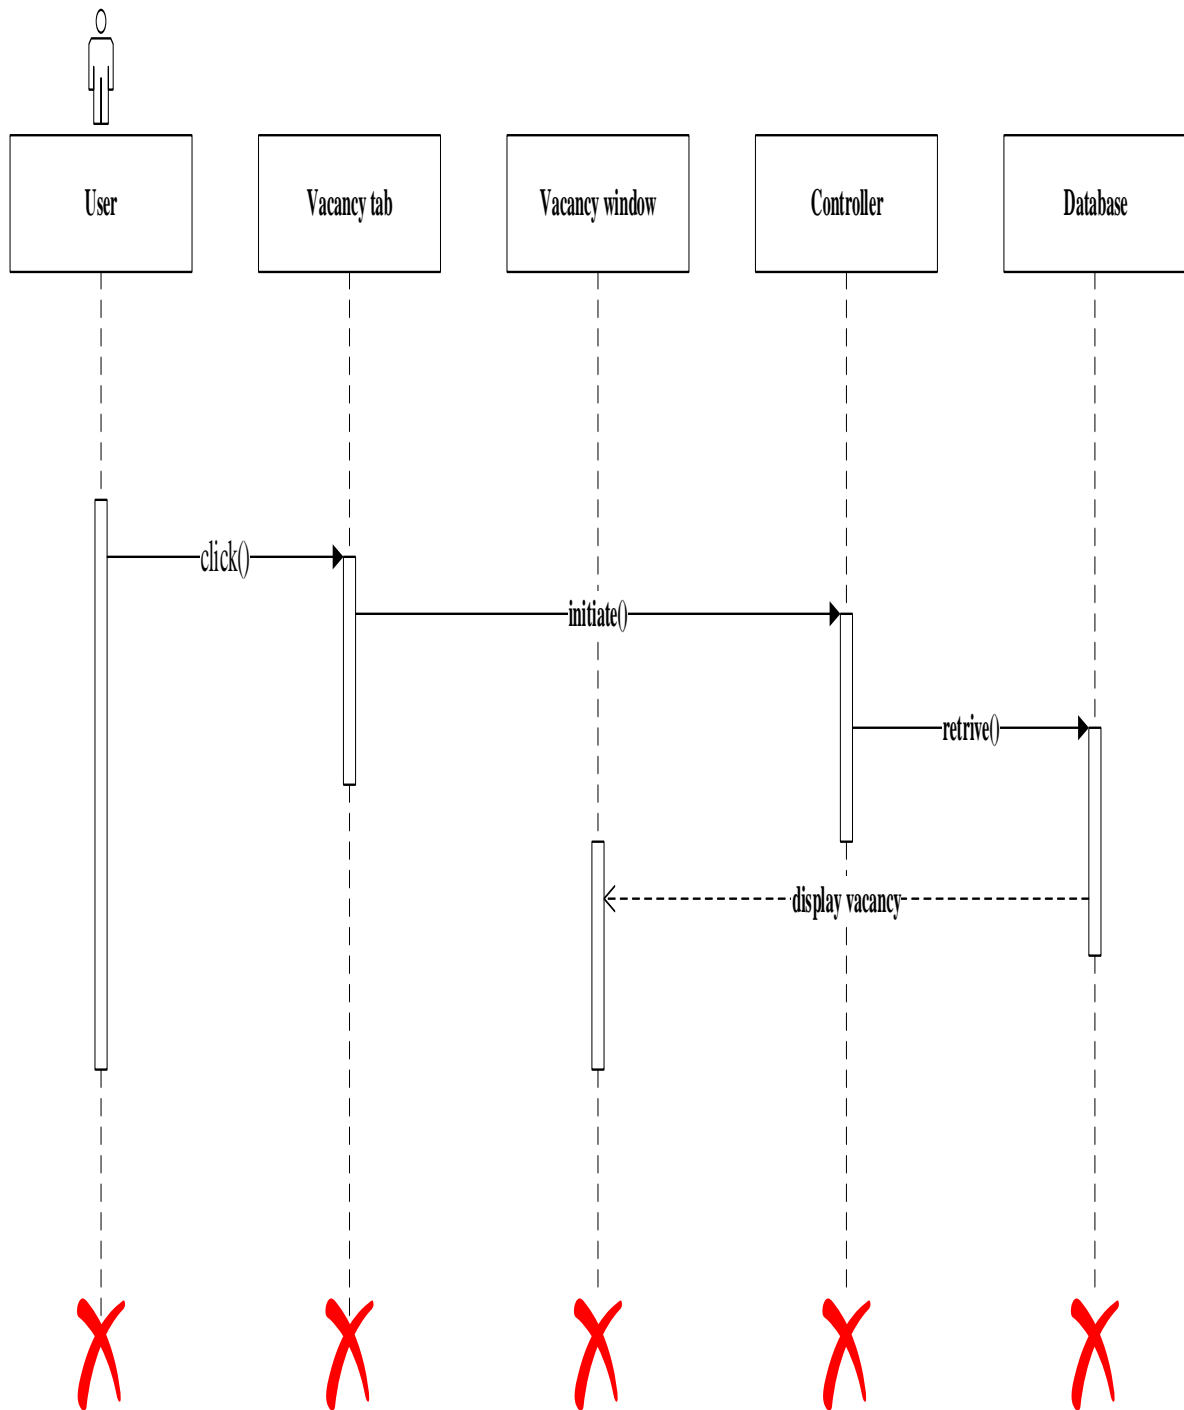 User
Vacancy tab
Vacancy window
Controller
Database
click()
initiate()
retrive()
display vacancy